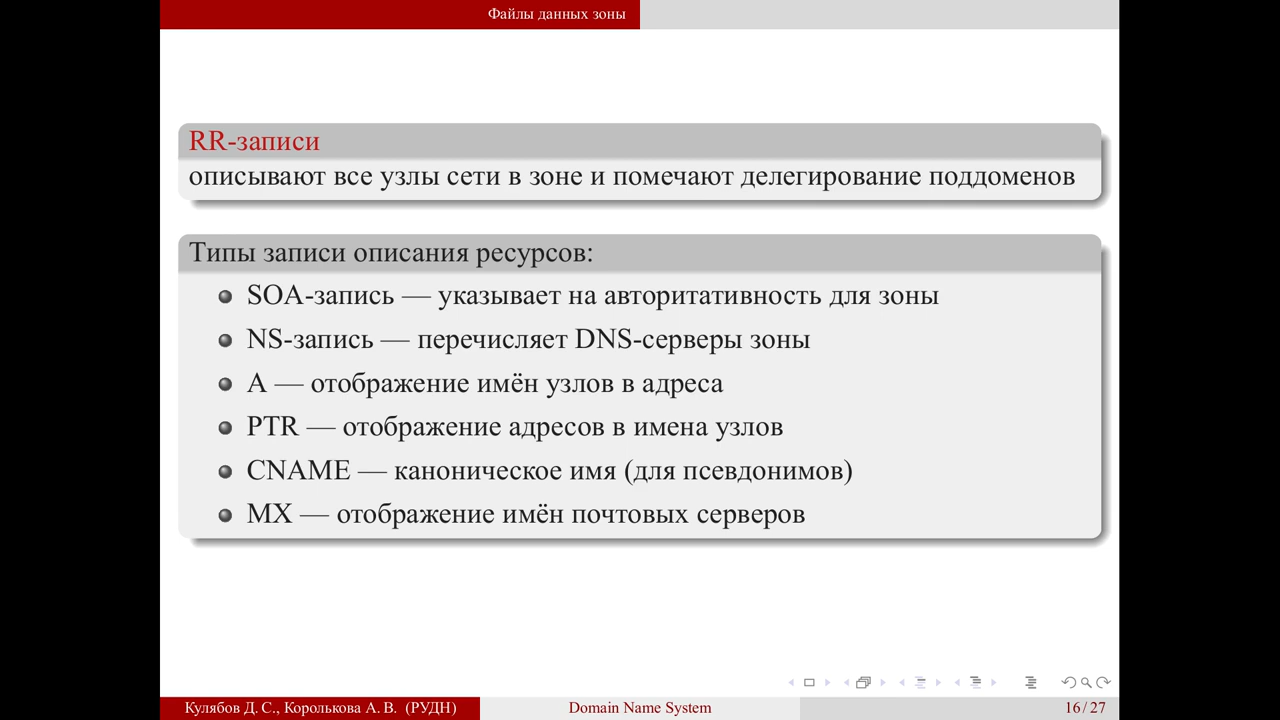 Файлы данных зоны
RR-записи
описывают все узлы сети в зоне и помечают делегирование поддоменов
Типы записи описания ресурсов:
SOA-запись — указывает на авторитативность для зоны
NS-запись — перечисляет DNS-серверы зоны
A — отображение имён узлов в адреса
PTR — отображение адресов в имена узлов
CNAME — каноническое имя (для псевдонимов)
MX — отображение имён почтовых серверов
Кулябов Д. С., Королькова А. В. (РУДН)
Domain Name System
16 / 27